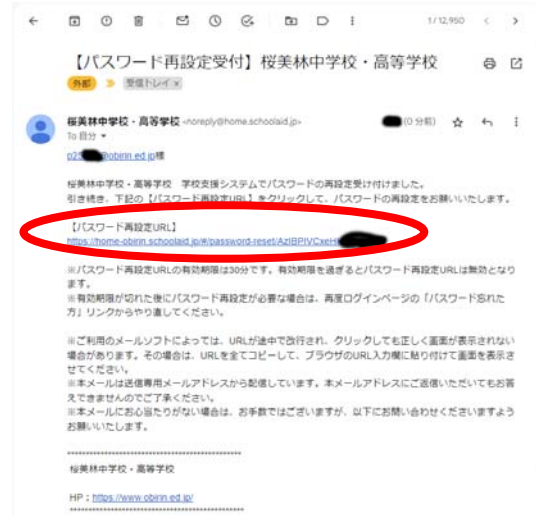 1/12,950
【パスワード再設定受付】桜美林中学校・高等学校
外部 受信トレイ ×
桜美林中学校・高等学校 <noreply@home.schoolaid.jp> (0 分前)
To 自分
p25 @obirin.ed.jp様
桜美林中学校・高等学校 学校支援システムでパスワードの再設定受け付けました。
引き続き、下記の【パスワード再設定URL】をクリックして、パスワードの再設定をお願いいたします。
【パスワード再設定URL】
https://home-obirin.schoolaid.jp/#/password-reset/AzIBPIVCxeH
※パスワード再設定URLの有効期限は30分です。有効期限を過ぎるとパスワード再設定URLは無効となり
ます。
※有効期限が切れた後にパスワード再設定が必要な場合は、再度ログインページの「パスワード忘れた
方」リンクからやり直してください。
※ご利用のメールソフトによっては、URLが途中で改行され、クリックしても正しく画面が表示されない
場合があります。その場合は、URLを全てコピーして、ブラウザのURL入力欄に貼り付けて画面を表示さ
せてください。
※本メールは送信専用メールアドレスから配信しています。本メールアドレスにご返信いただいてもお答
えできませんのでご了承ください。
※本メールにお心当たりがない場合は、お手数ではございますが、以下にお問い合わせくださいますよう
お願いいたします。
桜美林中学校・高等学校
HP：https://www.obirin.ed.jp/